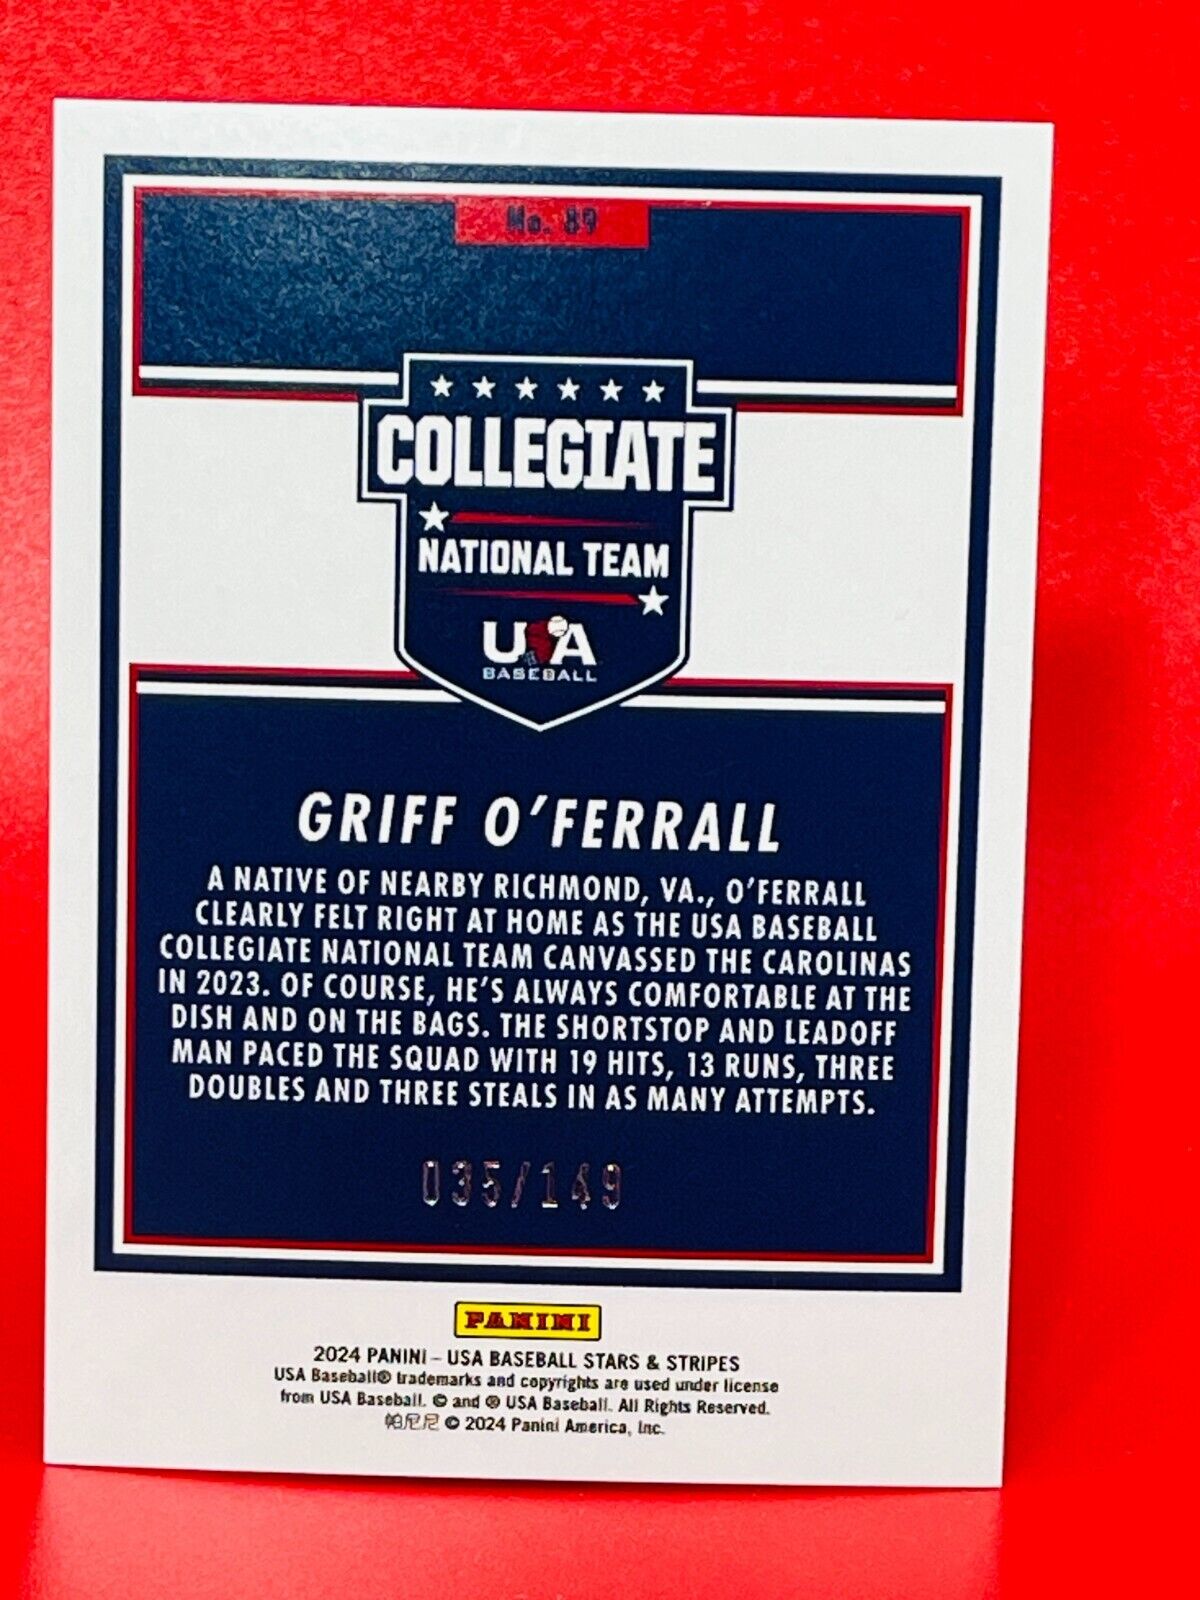 No. 89
COLLEGIATE
NATIONAL TEAM
USA
BASEBALL
GRIFF O'FERRALL
A NATIVE OF NEARBY RICHMOND, VA., O'FERRALL
CLEARLY FELT RIGHT AT HOME AS THE USA BASEBALL
COLLEGIATE NATIONAL TEAM CANVASSED THE CAROLINAS
IN 2023. OF COURSE, HE'S ALWAYS COMFORTABLE AT THE
DISH AND ON THE BAGS. THE SHORTSTOP AND LEADOFF
MAN PACED THE SQUAD WITH 19 HITS, 13 RUNS, THREE
DOUBLES AND THREE STEALS IN AS MANY ATTEMPTS.
035/149
PANINI
2024 PANINI – USA BASEBALL STARS & STRIPES
USA Baseball® trademarks and copyrights are used under license
from USA Baseball. © and ® USA Baseball. All Rights Reserved.
帕尼尼 © 2024 Panini America, Inc.